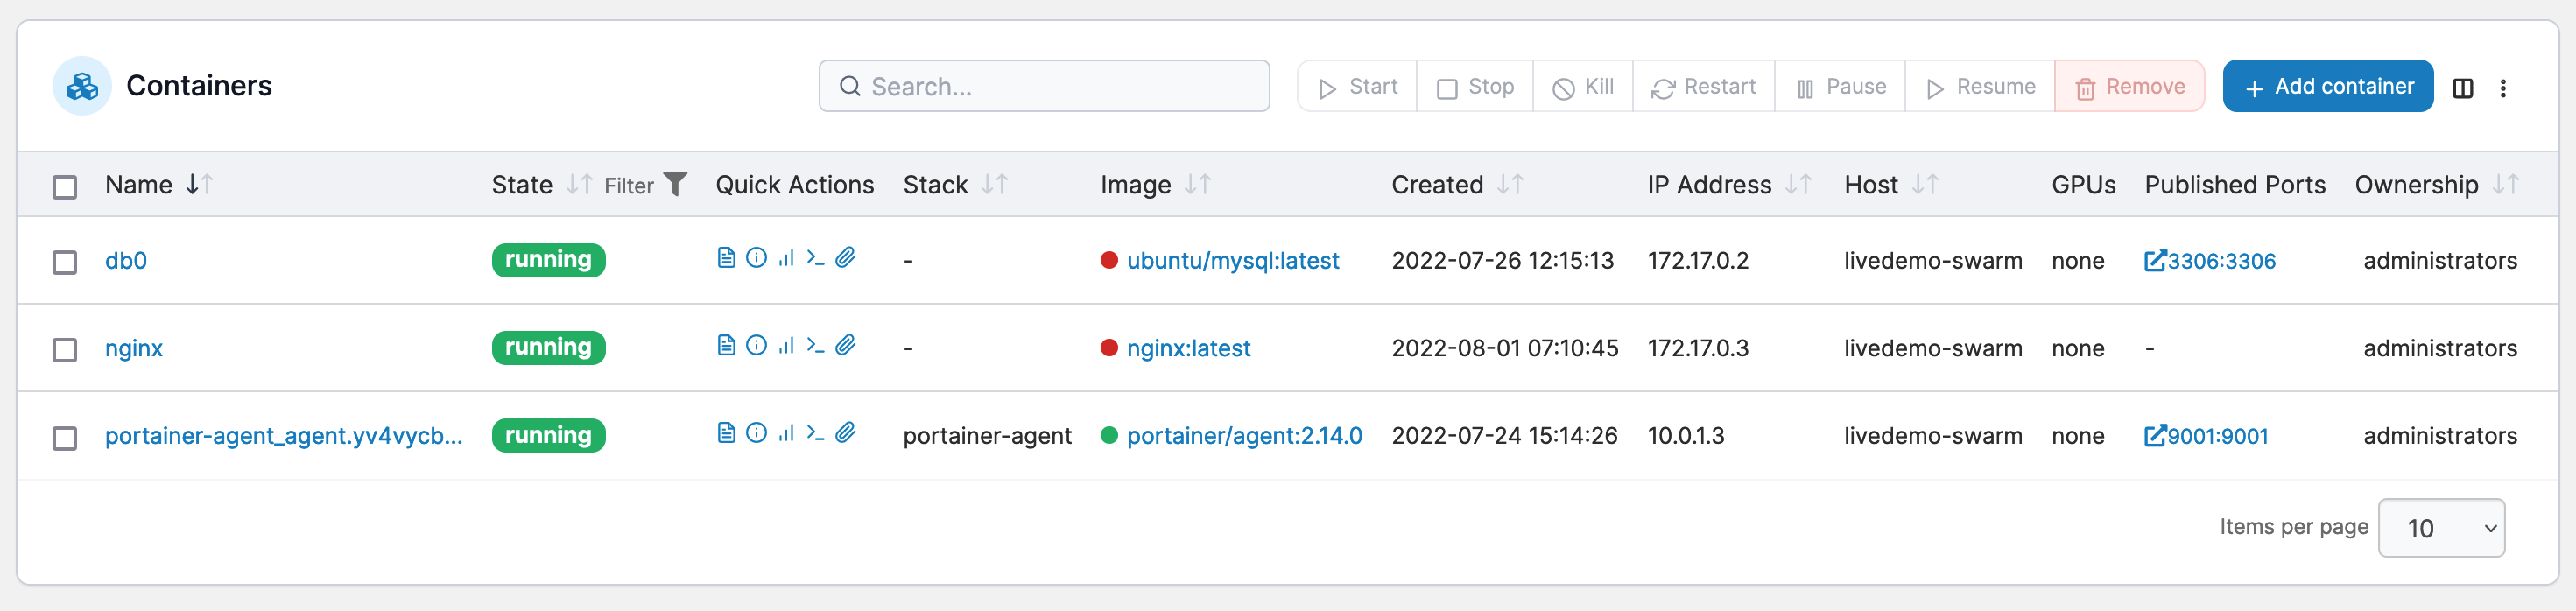 Containers Search... Start Stop Kill Restart Pause Resume Remove + Add container
Name State Filter Quick Actions Stack Image Created IP Address Host GPUs Published Ports Ownership
db0 running - ubuntu/mysql:latest 2022-07-26 12:15:13 172.17.0.2 livedemo-swarm none 3306:3306 administrators
nginx running - nginx:latest 2022-08-01 07:10:45 172.17.0.3 livedemo-swarm none - administrators
portainer-agent_agent.yv4vycb... running portainer-agent portainer/agent:2.14.0 2022-07-24 15:14:26 10.0.1.3 livedemo-swarm none 9001:9001 administrators
Items per page 10